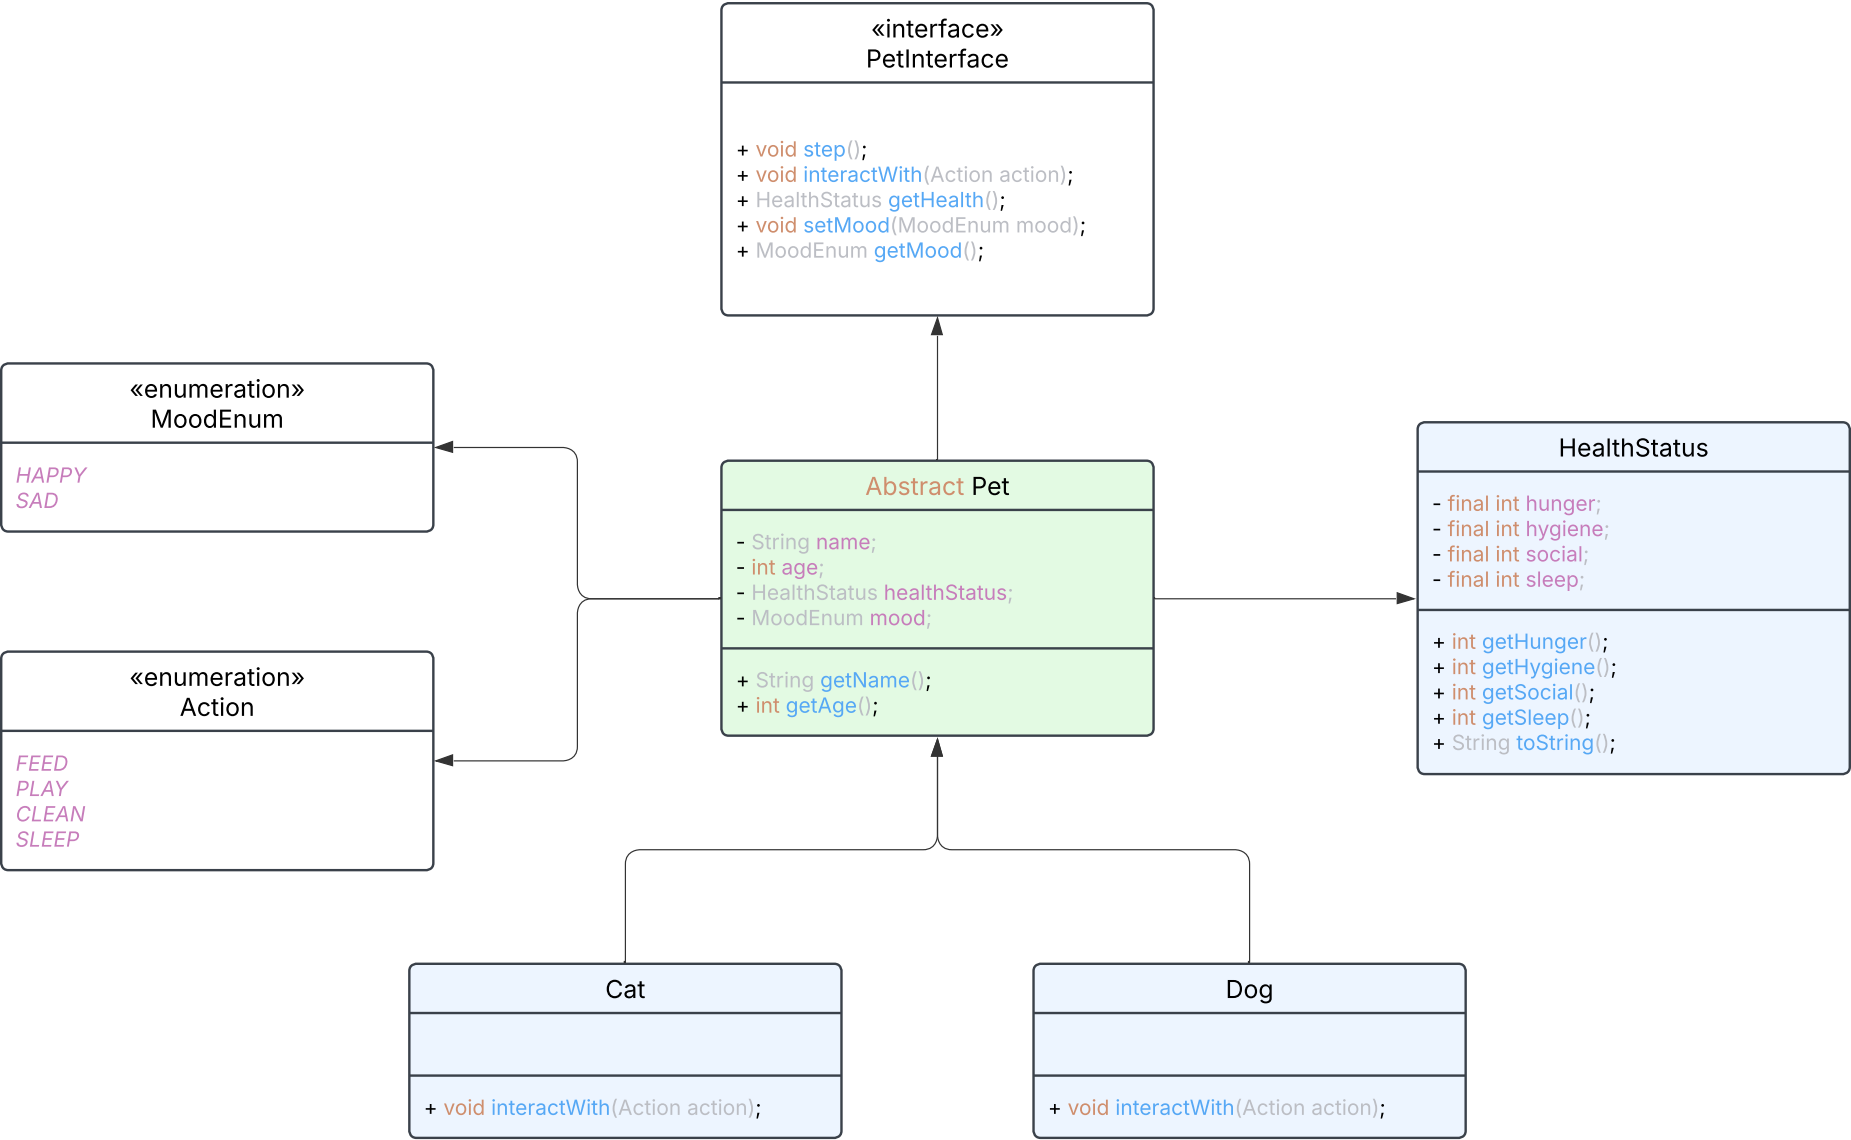 «interface»
PetInterface
+ void step();
+ void interactWith(Action action);
+ HealthStatus getHealth();
+ void setMood(MoodEnum mood);
+ MoodEnum getMood();
«enumeration»
MoodEnum
HAPPY
SAD
«enumeration»
Action
FEED
PLAY
CLEAN
SLEEP
Abstract Pet
- String name;
- int age;
- HealthStatus healthStatus;
- MoodEnum mood;
+ String getName();
+ int getAge();
HealthStatus
- final int hunger;
- final int hygiene;
- final int social;
- final int sleep;
+ int getHunger();
+ int getHygiene();
+ int getSocial();
+ int getSleep();
+ String toString();
Cat
+ void interactWith(Action action);
Dog
+ void interactWith(Action action);